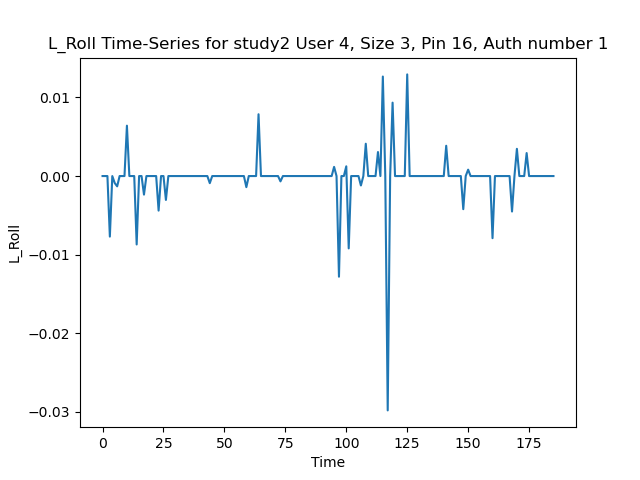 L_Roll Time-Series for study2 User 4, Size 3, Pin 16, Auth number 1
0.01
0.00
−0.01
−0.02
−0.03
L_Roll
0 25 50 75 100 125 150 175
Time